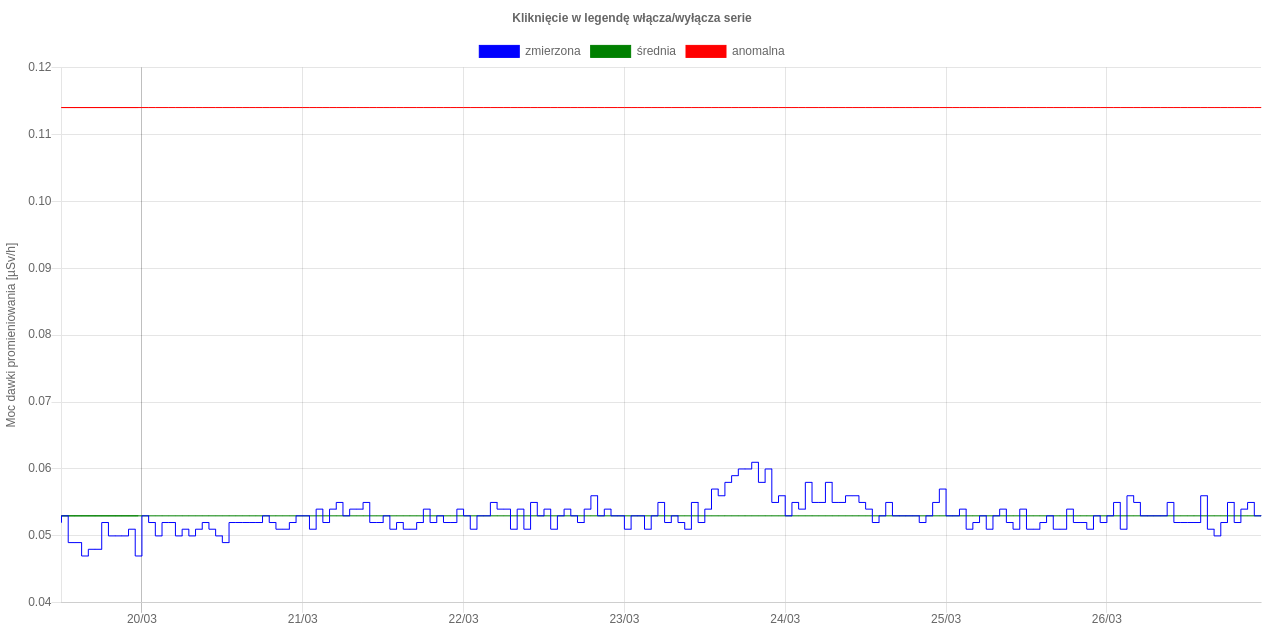 Kliknięcie w legendę włącza/wyłącza serie
zmierzona średnia anomalna
Moc dawki promieniowania [µSv/h]
0.12
0.11
0.10
0.09
0.08
0.07
0.06
0.05
0.04
20/03 21/03 22/03 23/03 24/03 25/03 26/03